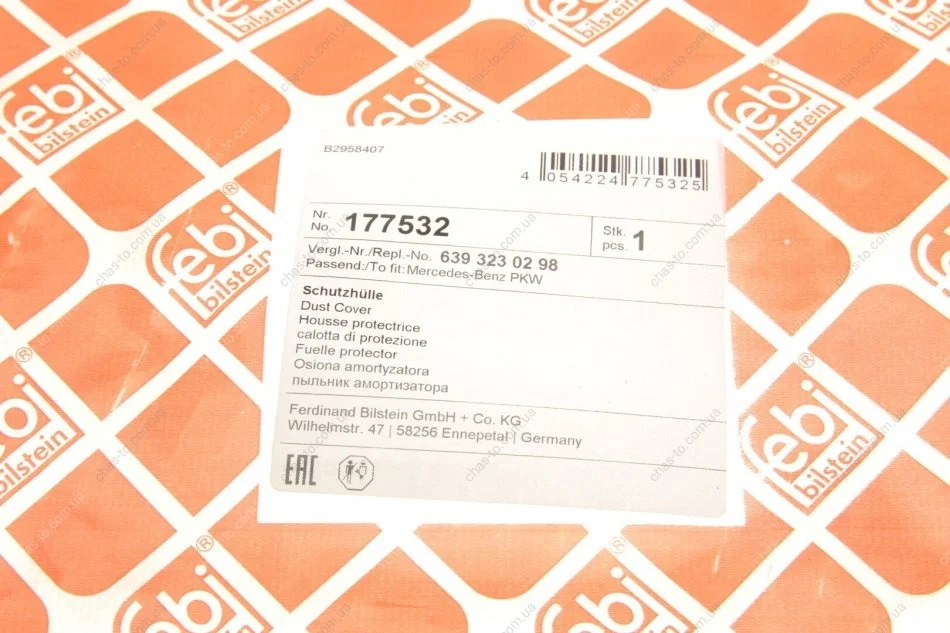 febi
bilstein
B2958407
4 054224 775325
Nr.
No. 177532
Stk.
pcs. 1
Vergl.-Nr./Repl.-No. 639 323 02 98
Passend:/To fit: Mercedes-Benz PKW
Schutzhülle
Dust Cover
Housse protectrice
calotta di protezione
Fuelle protector
Osiona amortyzatora
пыльник амортизатора
Ferdinand Bilstein GmbH + Co. KG
Wilhelmstr. 47 | 58256 Ennepetal | Germany
EAC
chas-to.com.ua